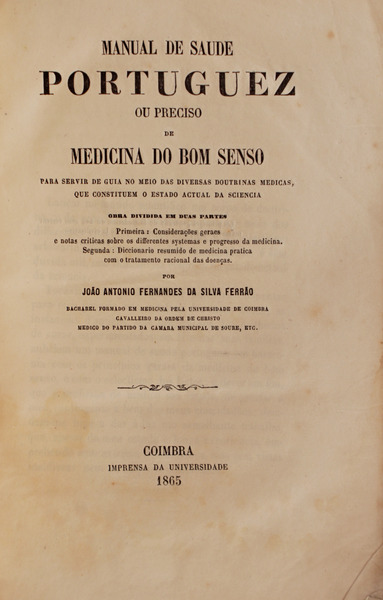 MANUAL DE SAUDE
PORTUGUEZ
OU PRECISO
DE
MEDICINA DO BOM SENSO
PARA SERVIR DE GUIA NO MEIO DAS DIVERSAS DOUTRINAS MEDICAS,
QUE CONSTITUEM O ESTADO ACTUAL DA SCIENCIA
OBRA DIVIDIDA EM DUAS PARTES
Primeira: Considerações geraes
e notas criticas sobre os differentes systemas e progresso da medicina.
Segunda: Diccionario resumido de medicina pratica
com o tratamento racional das doenças.
POR
JOÃO ANTONIO FERNANDES DA SILVA FERRÃO
BACHAREL FORMADO EM MEDICINA PELA UNIVERSIDADE DE COIMBRA
CAVALLEIRO DA ORDEM DE CHRISTO
MEDICO DO PARTIDO DA CAMARA MUNICIPAL DE SOURE, ETC.
COIMBRA
IMPRENSA DA UNIVERSIDADE
1865